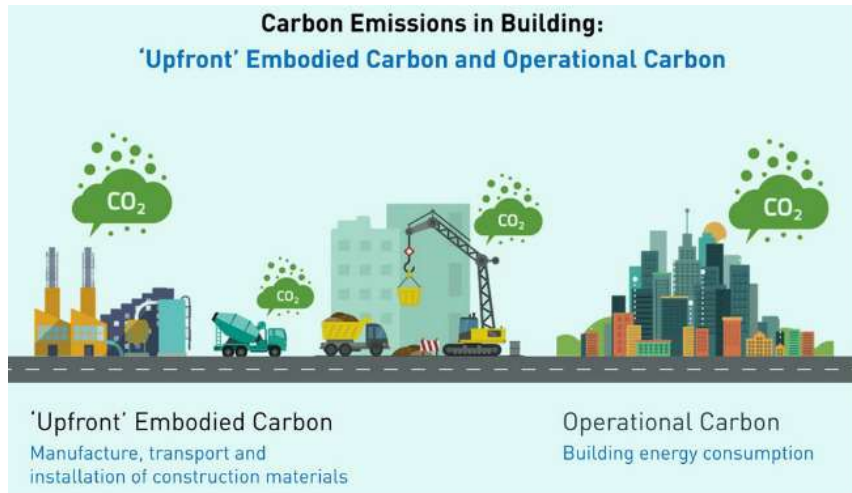 Carbon Emissions in Building:
‘Upfront’ Embodied Carbon and Operational Carbon
CO₂
CO₂
CO₂
CO₂
‘Upfront’ Embodied Carbon
Manufacture, transport and
installation of construction materials
Operational Carbon
Building energy consumption